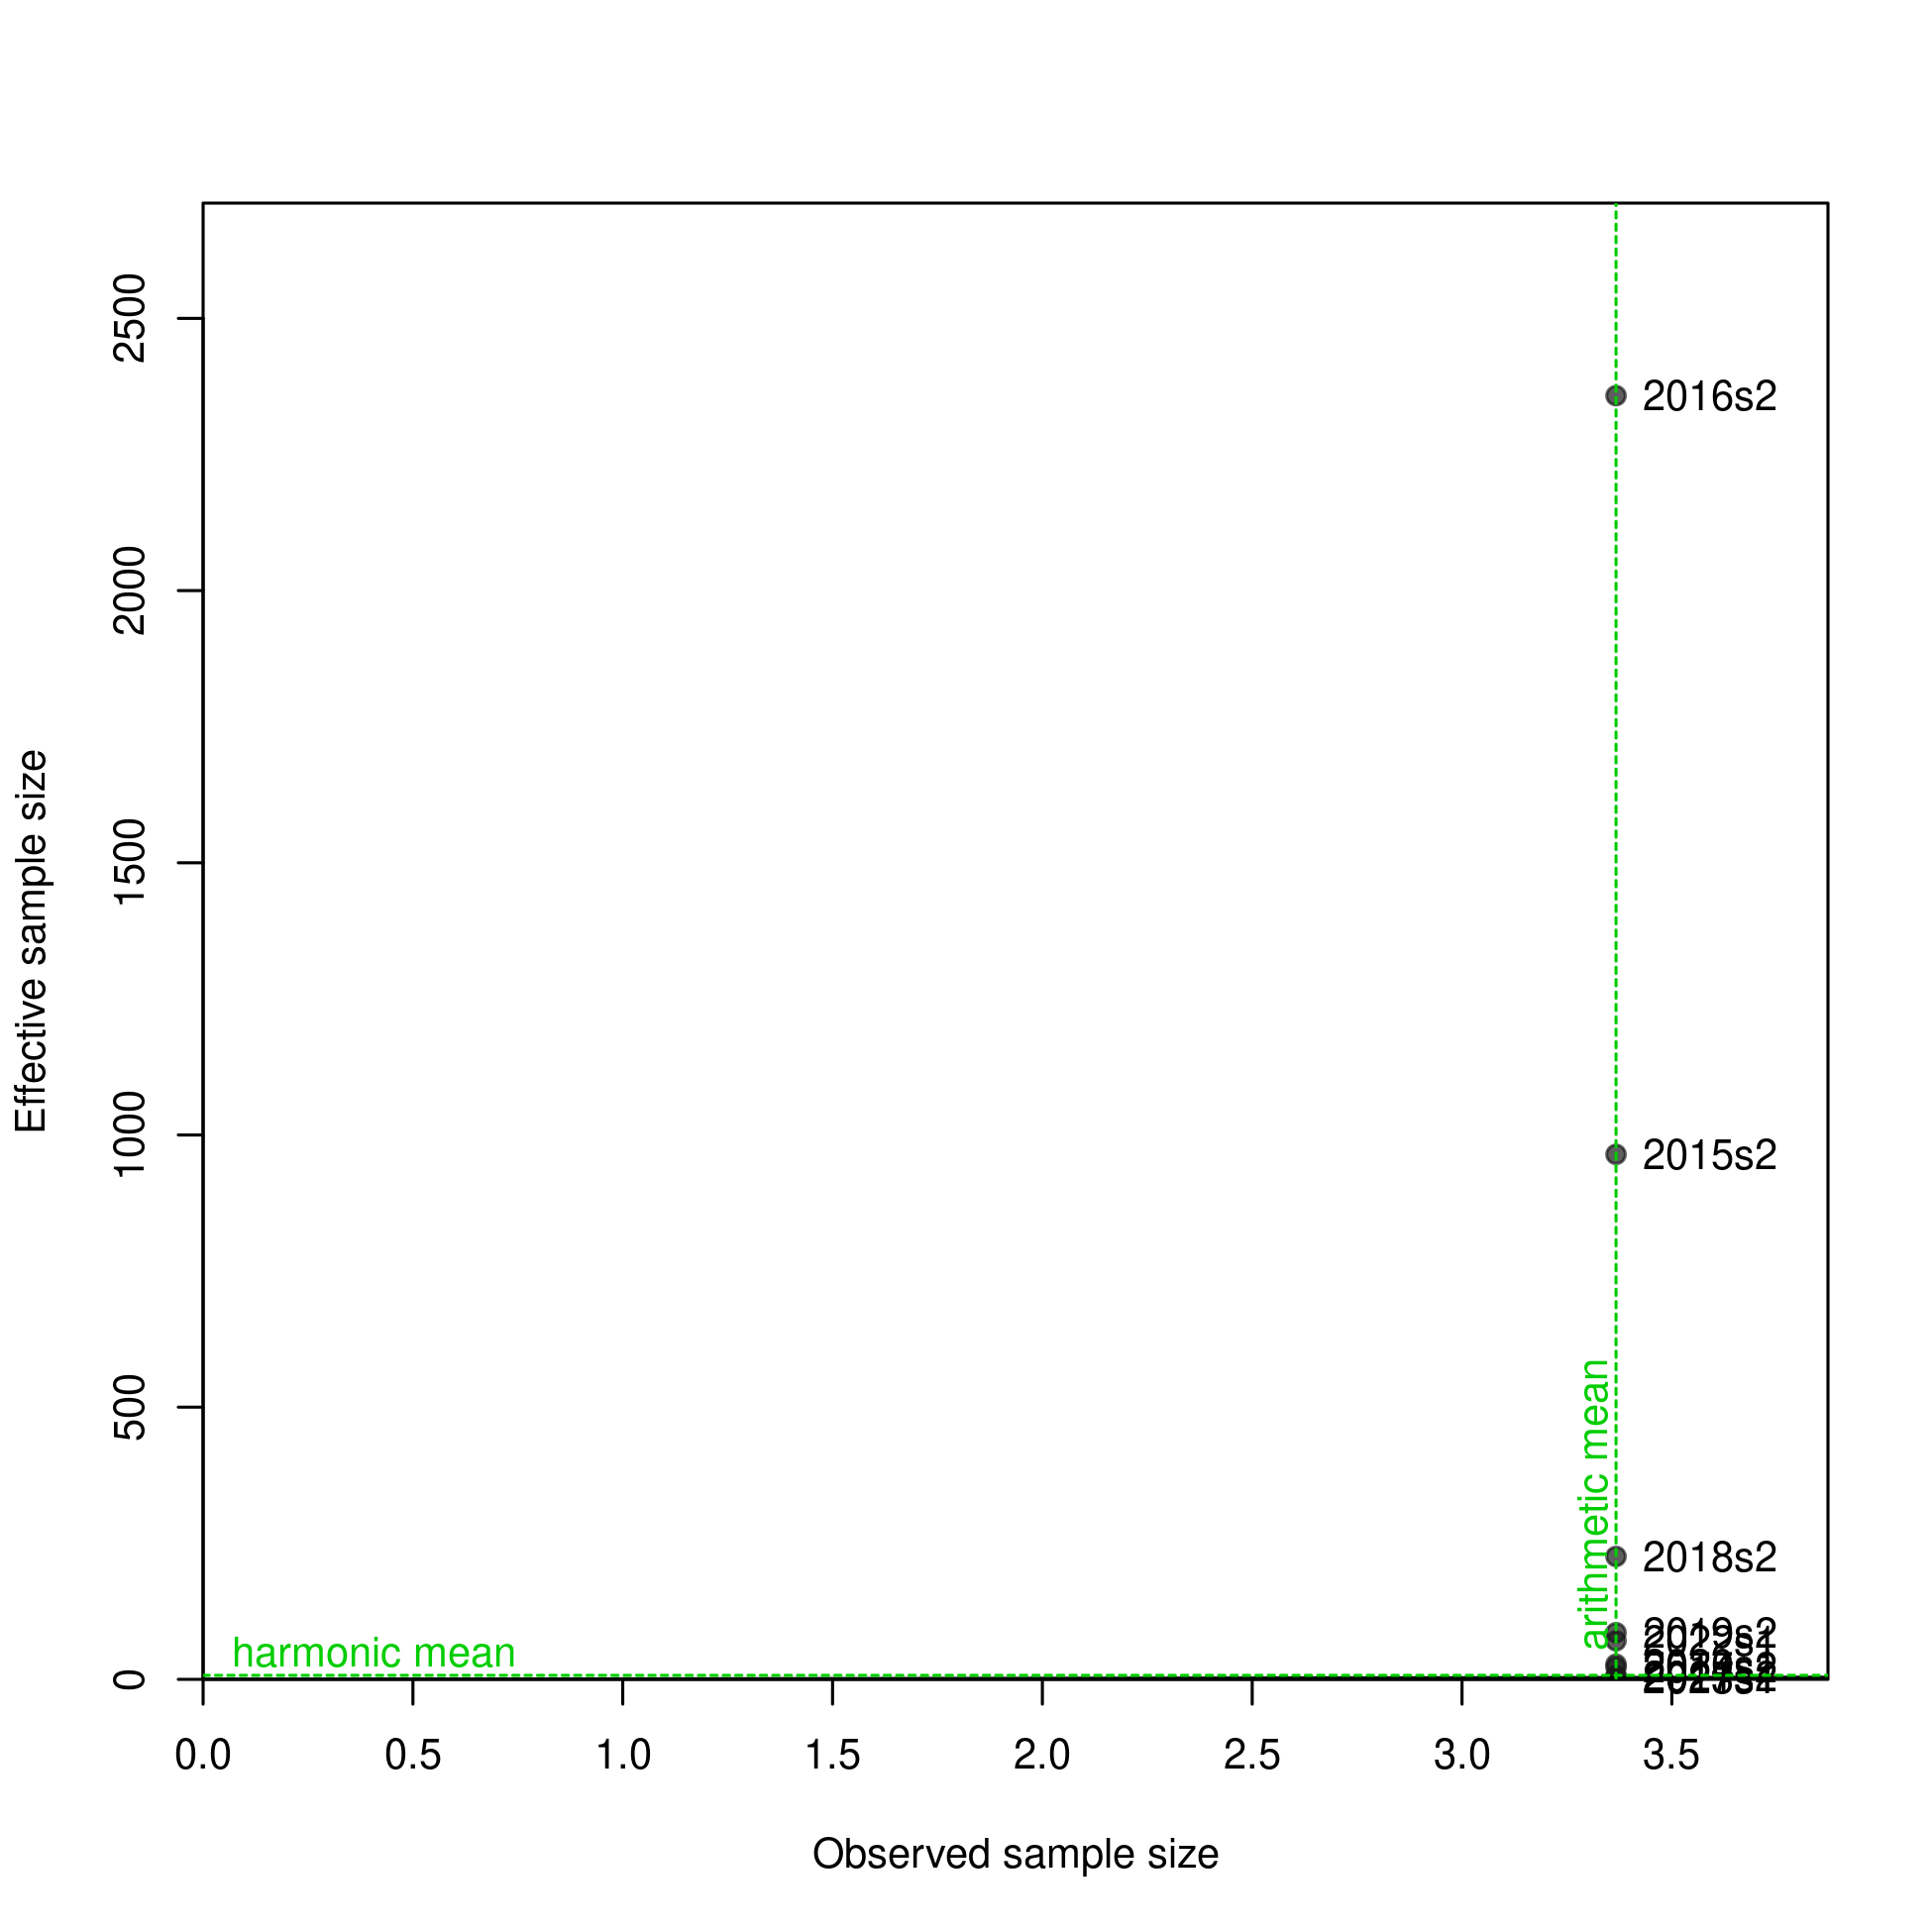 2500
2000
1500
1000
500
0
Effective sample size
2016s2
2015s2
2018s2
2019s2
arithmetic mean
harmonic mean
0.0 0.5 1.0 1.5 2.0 2.5 3.0 3.5
Observed sample size